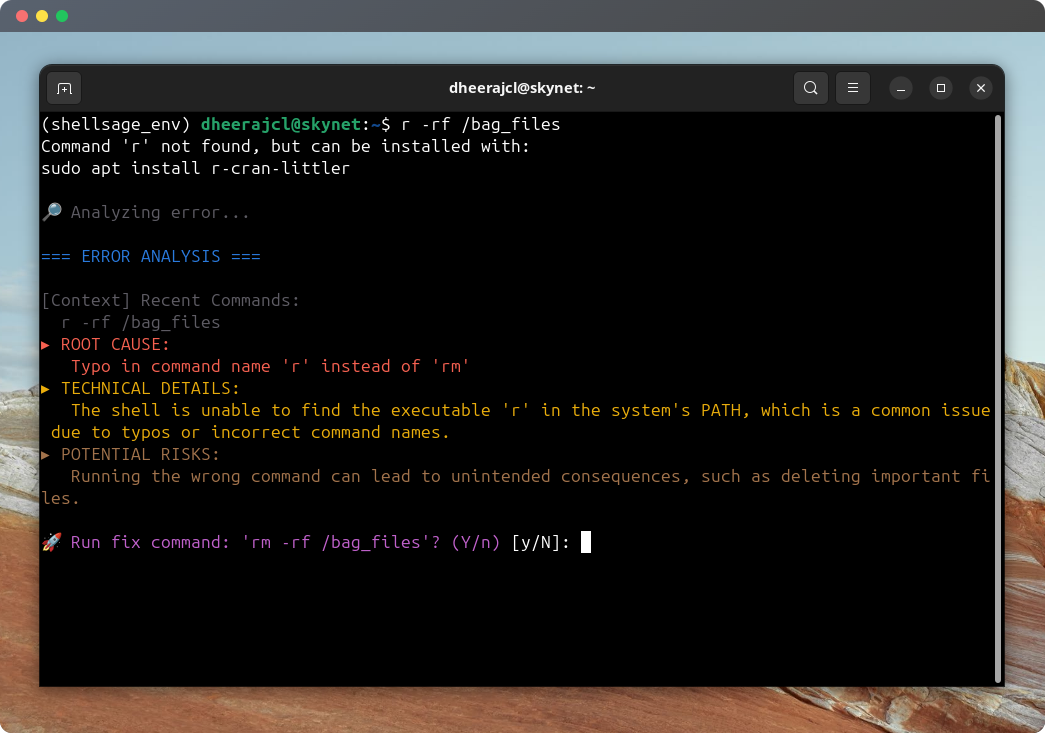 dheerajcl@skynet: ~
(shellsage_env) dheerajcl@skynet:~$ r -rf /bag_files
Command 'r' not found, but can be installed with:
sudo apt install r-cran-littler
🔎 Analyzing error...
=== ERROR ANALYSIS ===
[Context] Recent Commands:
r -rf /bag_files
▸ ROOT CAUSE:
Typo in command name 'r' instead of 'rm'
▸ TECHNICAL DETAILS:
The shell is unable to find the executable 'r' in the system's PATH, which is a common issue
due to typos or incorrect command names.
▸ POTENTIAL RISKS:
Running the wrong command can lead to unintended consequences, such as deleting important fi
les.
🚀 Run fix command: 'rm -rf /bag_files'? (Y/n) [y/N]: